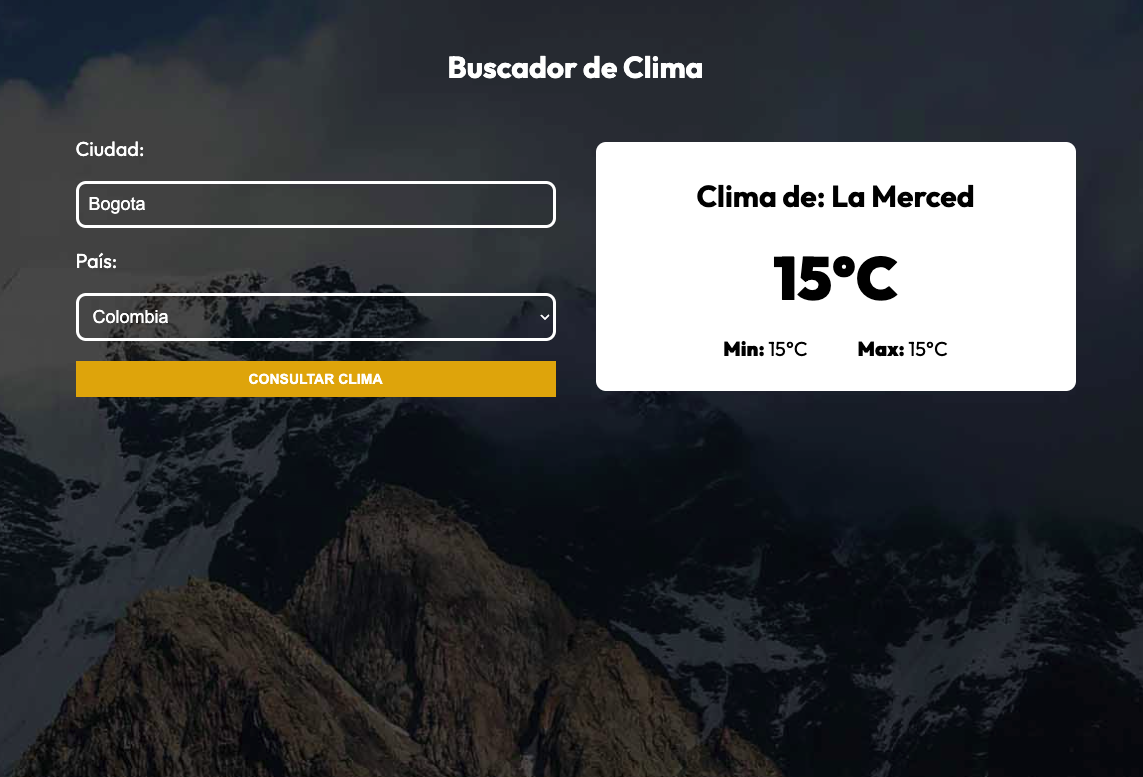 Buscador de Clima
Ciudad:
Bogota
País:
Colombia
CONSULTAR CLIMA
Clima de: La Merced
15°C
Min: 15°C Max: 15°C